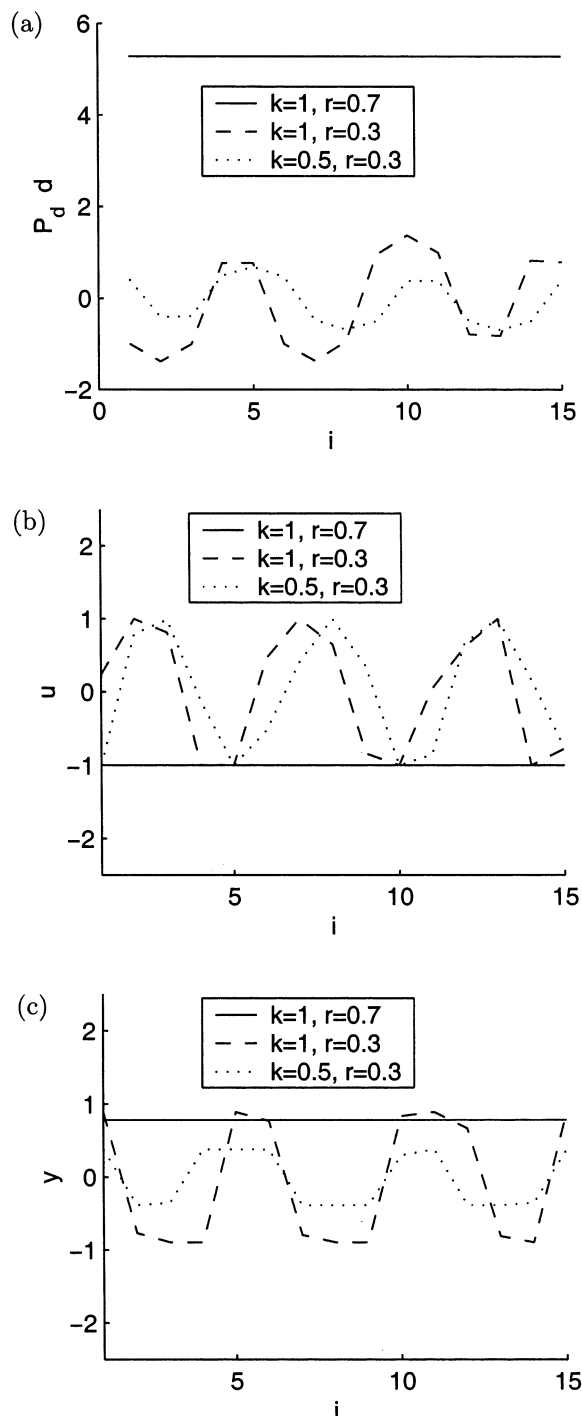 (a)
6
4
2
0
−2
P_d d
k=1, r=0.7
k=1, r=0.3
k=0.5, r=0.3
0 5 10 15
i
(b)
2
1
0
−1
−2
u
k=1, r=0.7
k=1, r=0.3
k=0.5, r=0.3
5 10 15
i
(c)
2
1
0
−1
−2
y
k=1, r=0.7
k=1, r=0.3
k=0.5, r=0.3
5 10 15
i